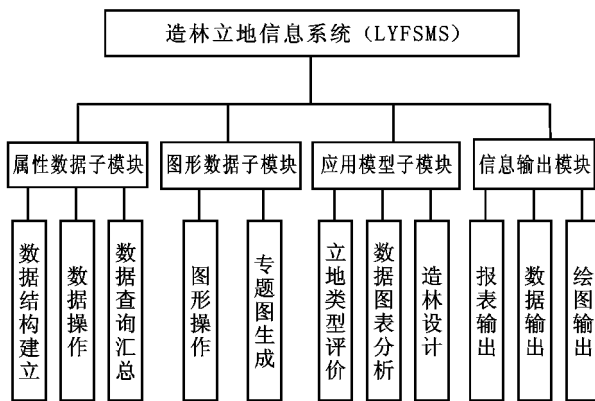 造林立地信息系统（LYFSMS）
属性数据子模块
图形数据子模块
应用模型子模块
信息输出模块
数据结构建立
数据操作
数据查询汇总
图形操作
专题图生成
立地类型评价
数据图表分析
造林设计
报表输出
数据输出
绘图输出